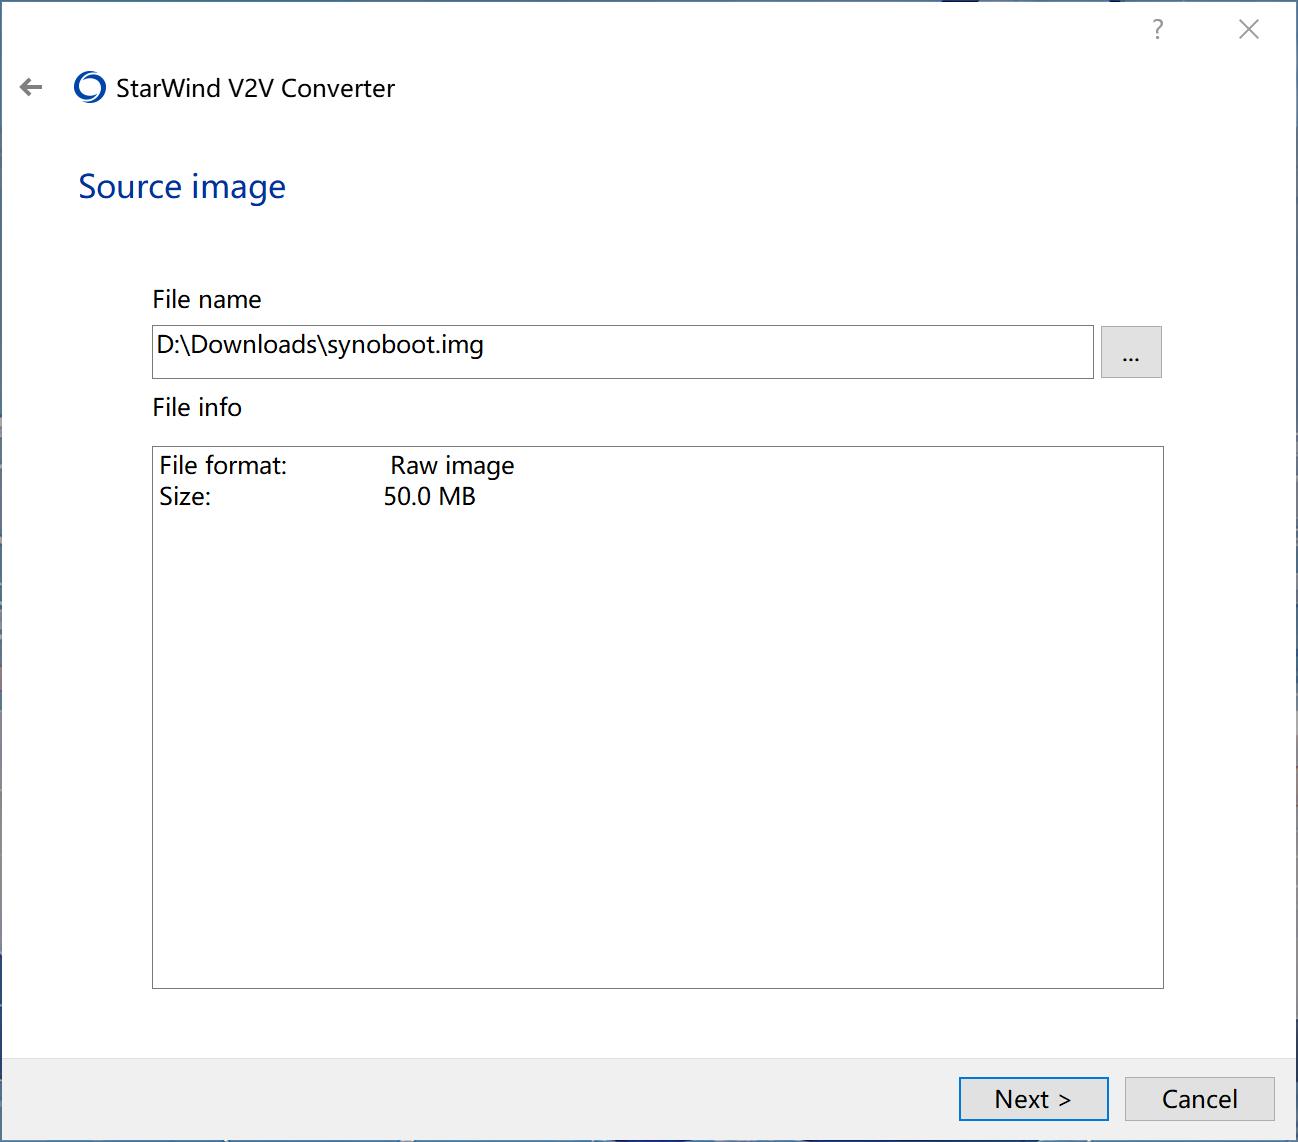 ?
StarWind V2V Converter
Source image
File name
D:\Downloads\synoboot.img
...
File info
File format: Raw image
Size: 50.0 MB
Next >
Cancel